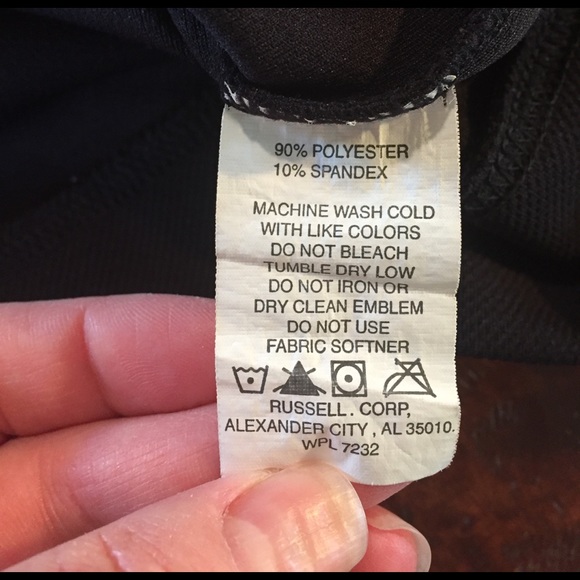 90% POLYESTER
10% SPANDEX
MACHINE WASH COLD
WITH LIKE COLORS
DO NOT BLEACH
TUMBLE DRY LOW
DO NOT IRON OR
DRY CLEAN EMBLEM
DO NOT USE
FABRIC SOFTNER
RUSSELL. CORP,
ALEXANDER CITY, AL 35010.
WPL 7232